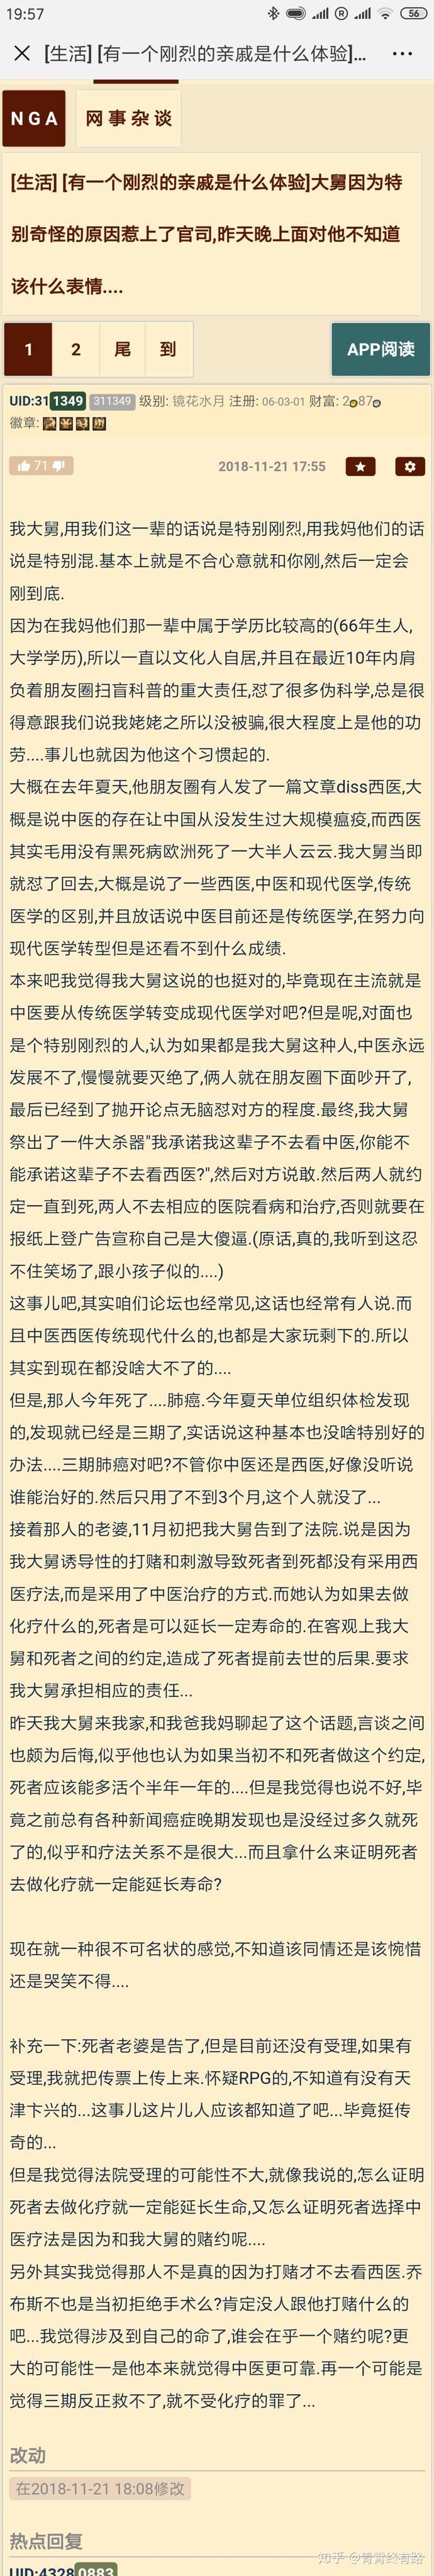 19:57
56
[生活] [有一个刚烈的亲戚是什么体验]...
NGA
网事杂谈
[生活] [有一个刚烈的亲戚是什么体验]大舅因为特
别奇怪的原因惹上了官司,昨天晚上面对他不知道
该什么表情....
1
2
尾
到
APP阅读
UID:311349 311349 级别: 镜花水月 注册: 06-03-01 财富: 2 87
徽章:
71
2018-11-21 17:55
我大舅,用我们这一辈的话说是特别刚烈,用我妈他们的话
说是特别混.基本上就是不合心意就和你刚,然后一定会
刚到底.
因为在我妈他们那一辈中属于学历比较高的(66年生人,
大学学历),所以一直以文化人自居,并且在最近10年内肩
负着朋友圈扫盲科普的重大责任,怼了很多伪科学,总是很
得意跟我们说我姥姥之所以没被骗,很大程度上是他的功
劳....事儿也就因为他这个习惯起的.
大概在去年夏天,他朋友圈有人发了一篇文章diss西医,大
概是说中医的存在让中国从没发生过大规模瘟疫,而西医
其实毛用没有黑死病欧洲死了一大半人云云.我大舅当即
就怼了回去,大概是说了一些西医,中医和现代医学,传统
医学的区别,并且放话说中医目前还是传统医学,在努力向
现代医学转型但是还看不到什么成绩.
本来吧我觉得我大舅这说的也挺对的,毕竟现在主流就是
中医要从传统医学转变成现代医学对吧?但是呢,对面也
是个特别刚烈的人,认为如果都是我大舅这种人,中医永远
发展不了,慢慢就要灭绝了,俩人就在朋友圈下面吵开了,
最后已经到了抛开论点无脑怼对方的程度.最终,我大舅
祭出了一件大杀器"我承诺我这辈子不去看中医,你能不
能承诺这辈子不去看西医?",然后对方说敢.然后两人就约
定一直到死,两人不去相应的医院看病和治疗,否则就要在
报纸上登广告宣称自己是大傻逼.(原话,真的,我听到这忍
不住笑场了,跟小孩子似的....)
这事儿吧,其实咱们论坛也经常见,这话也经常有人说.而
且中医西医传统现代什么的,也都是大家玩剩下的.所以
其实到现在都没啥大不了的....
但是,那人今年死了....肺癌.今年夏天单位组织体检发现
的,发现就已经是三期了,实话说这种基本也没啥特别好的
办法....三期肺癌对吧?不管你中医还是西医,好像没听说
谁能治好的.然后只用了不到3个月,这个人就没了...
接着那人的老婆,11月初把我大舅告到了法院.说是因为
我大舅诱导性的打赌和刺激导致死者到死都没有采用西
医疗法,而是采用了中医治疗的方式.而她认为如果去做
化疗什么的,死者是可以延长一定寿命的.在客观上我大
舅和死者之间的约定,造成了死者提前去世的后果.要求
我大舅承担相应的责任...
昨天我大舅来我家,和我爸我妈聊起了这个话题,言谈之间
也颇为后悔,似乎他也认为如果当初不和死者做这个约定,
死者应该能多活个半年一年的....但是我觉得也说不好,毕
竟之前总有各种新闻癌症晚期发现也是没经过多久就死
了的,似乎和疗法关系不是很大...而且拿什么来证明死者
去做化疗就一定能延长寿命?
现在就一种很不可名状的感觉,不知道该同情还是该惋惜
还是哭笑不得....
补充一下:死者老婆是告了,但是目前还没有受理,如果有
受理,我就把传票上传上来.怀疑RPG的,不知道有没有天
津卞兴的...这事儿这片儿人应该都知道了吧...毕竟挺传
奇的...
但是我觉得法院受理的可能性不大,就像我说的,怎么证明
死者去做化疗就一定能延长生命,又怎么证明死者选择中
医疗法是因为和我大舅的赌约呢....
另外其实我觉得那人不是真的因为打赌才不去看西医.乔
布斯不也是当初拒绝手术么?肯定没人跟他打赌什么的
吧...我觉得涉及到自己的命了,谁会在乎一个赌约呢?更
大的可能性一是他本来就觉得中医更可靠.再一个可能是
觉得三期反正救不了,就不受化疗的罪了...
改动
在2018-11-21 18:08修改
热点回复
知乎 @青霄终有路
UID:43280883